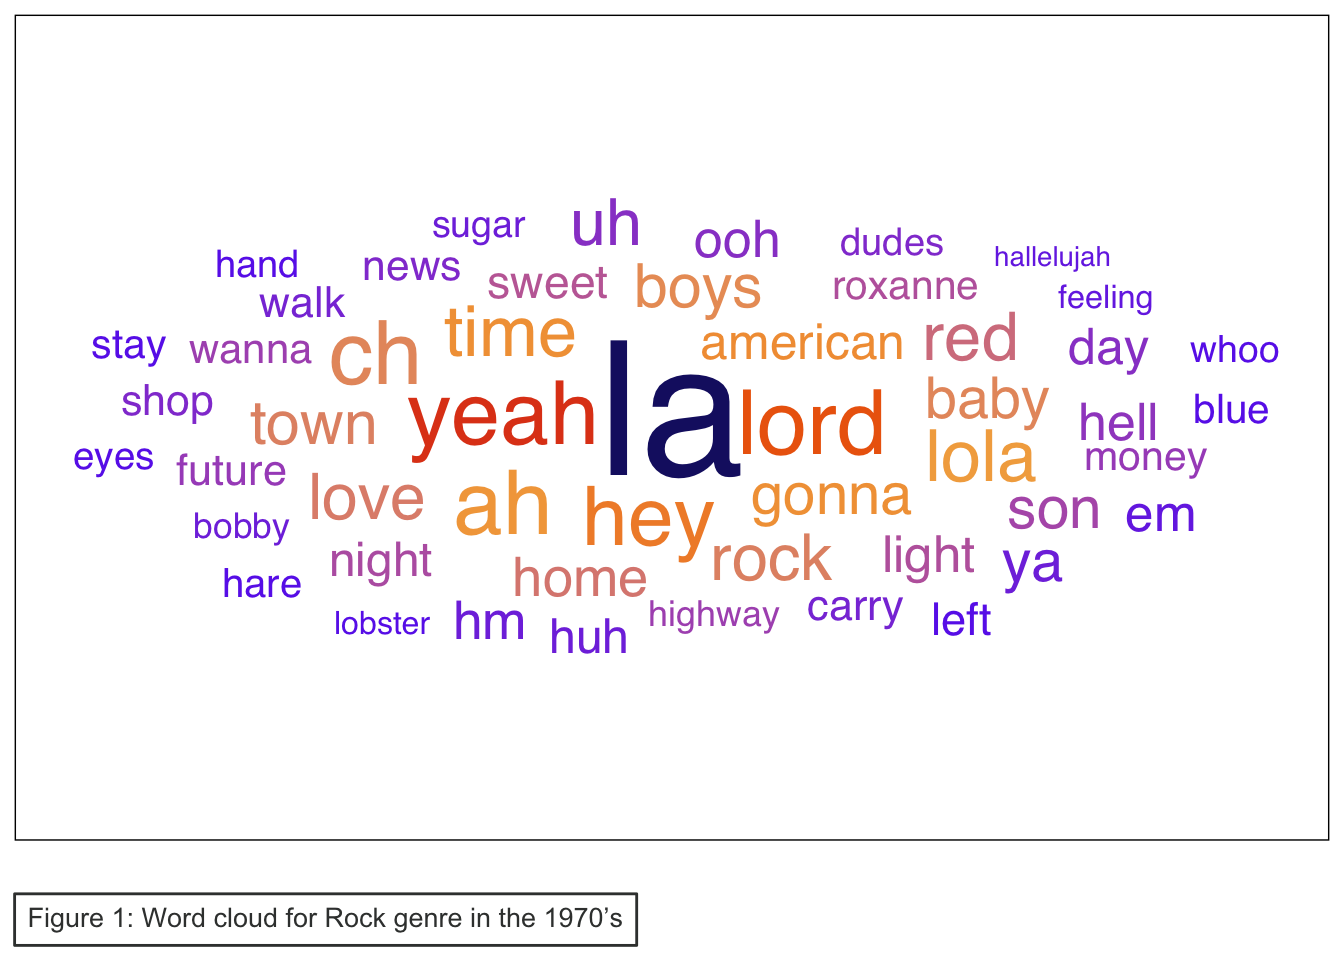 sugar uh ooh dudes hallelujah
hand news sweet boys roxanne feeling
walk time american red day whoo
stay wanna ch la
shop town yeah lord baby hell blue
eyes future love ah hey gonna lola money
bobby night rock light son em
hare home ya
lobster hm huh highway carry left
Figure 1: Word cloud for Rock genre in the 1970’s